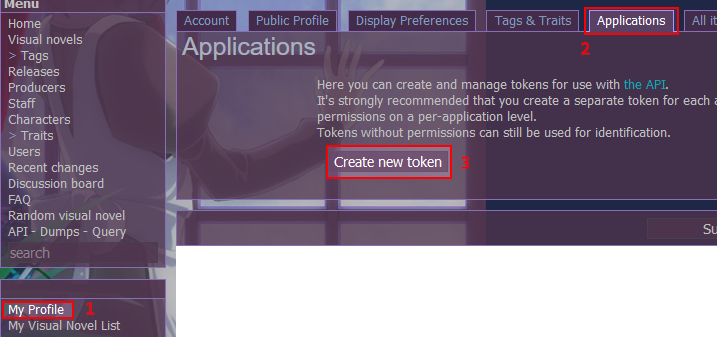 Menu
Home
Visual novels
> Tags
Releases
Producers
Staff
Characters
> Traits
Users
Recent changes
Discussion board
FAQ
Random visual novel
API - Dumps - Query
search
My Profile 1
My Visual Novel List
Account Public Profile Display Preferences Tags & Traits Applications All it
2
Applications
Here you can create and manage tokens for use with the API.
It's strongly recommended that you create a separate token for each a
permissions on a per-application level.
Tokens without permissions can still be used for identification.
Create new token 3
Su